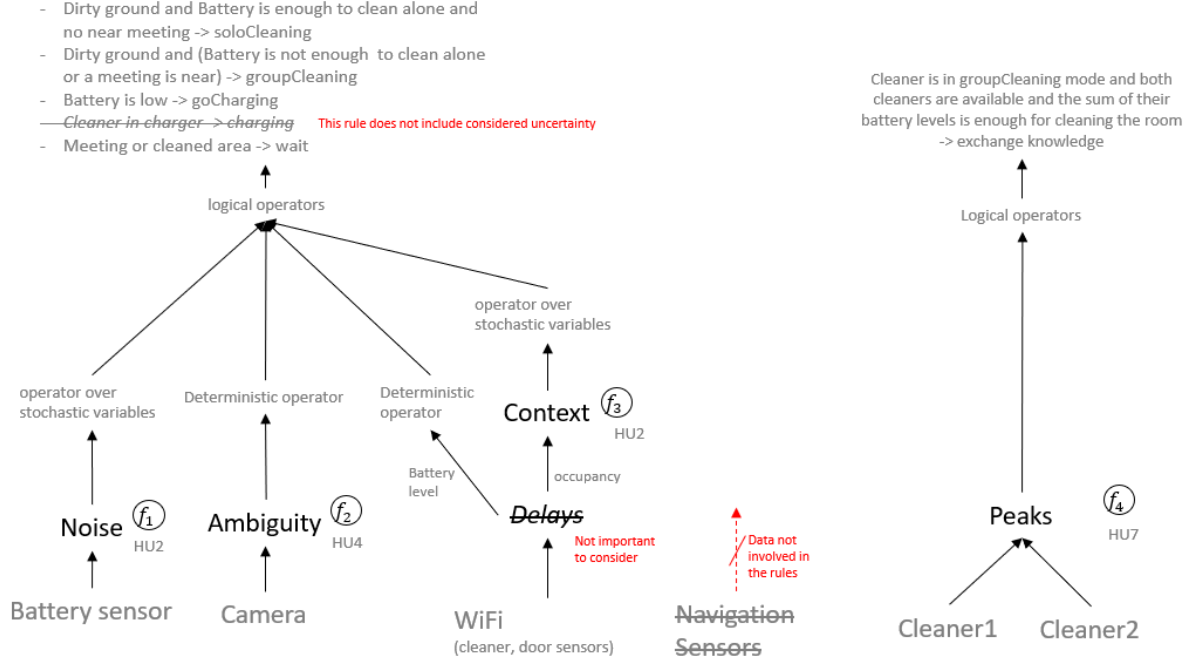 - Dirty ground and Battery is enough to clean alone and
no near meeting -> soloCleaning
- Dirty ground and (Battery is not enough to clean alone
or a meeting is near) -> groupCleaning
- Battery is low -> goCharging
- Cleaner in charger -> charging
This rule does not include considered uncertainty
- Meeting or cleaned area -> wait
logical operators
operator over
stochastic variables
operator over
stochastic variables
Deterministic operator
Deterministic
operator
Context f3
HU2
Battery
level
occupancy
Noise f1
HU2
Ambiguity f2
HU4
Delays
Not important
to consider
Data not
involved in
the rules
Battery sensor
Camera
WiFi
(cleaner, door sensors)
Navigation
Sensors
Cleaner is in groupCleaning mode and both
cleaners are available and the sum of their
battery levels is enough for cleaning the room
-> exchange knowledge
Logical operators
Peaks f4
HU7
Cleaner1
Cleaner2